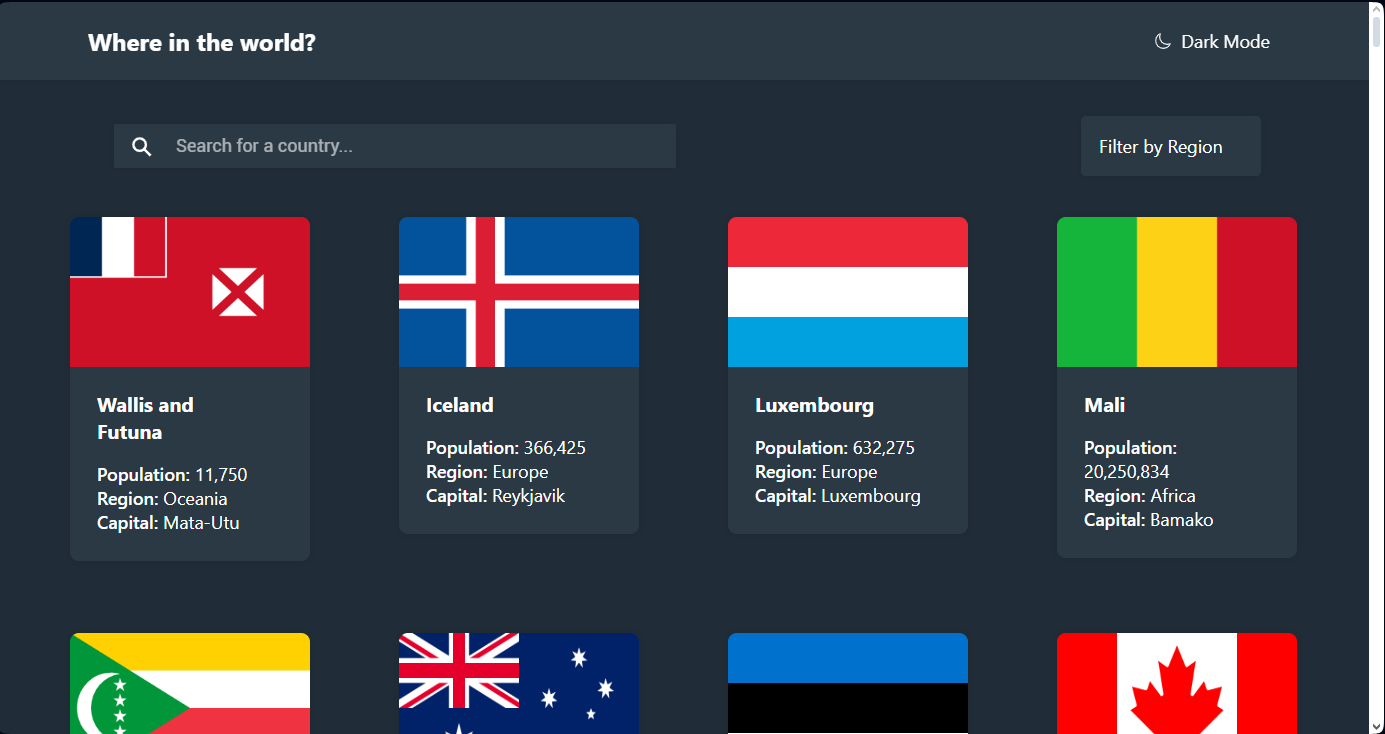 Where in the world?
Dark Mode
Search for a country...
Filter by Region
Wallis and
Futuna
Population: 11,750
Region: Oceania
Capital: Mata-Utu
Iceland
Population: 366,425
Region: Europe
Capital: Reykjavik
Luxembourg
Population: 632,275
Region: Europe
Capital: Luxembourg
Mali
Population:
20,250,834
Region: Africa
Capital: Bamako